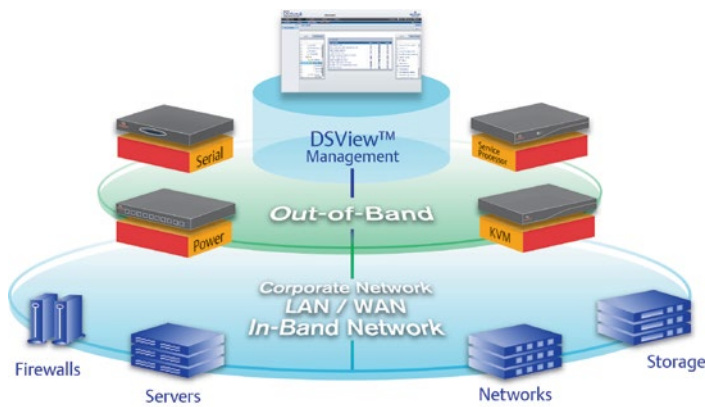 DSView™
Management
Serial
Service
Processor
Out-of-Band
Power
KVM
Corporate Network
LAN / WAN
In-Band Network
Firewalls
Servers
Networks
Storage